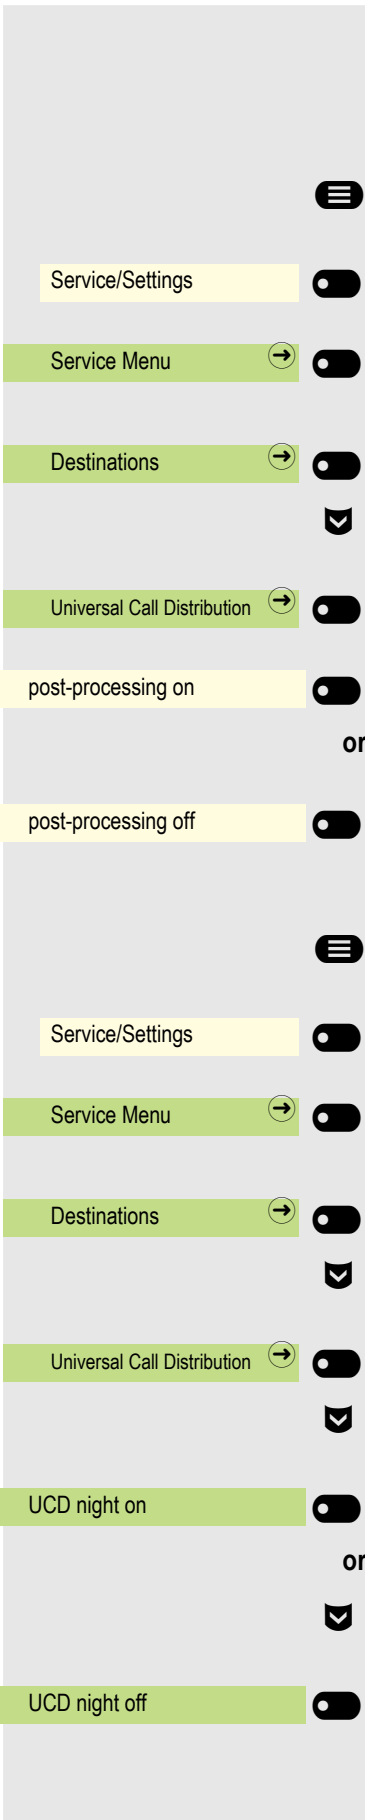 Service/Settings
Service Menu
Destinations
Universal Call Distribution
post-processing on
or
post-processing off
Service/Settings
Service Menu
Destinations
Universal Call Distribution
UCD night on
or
UCD night off